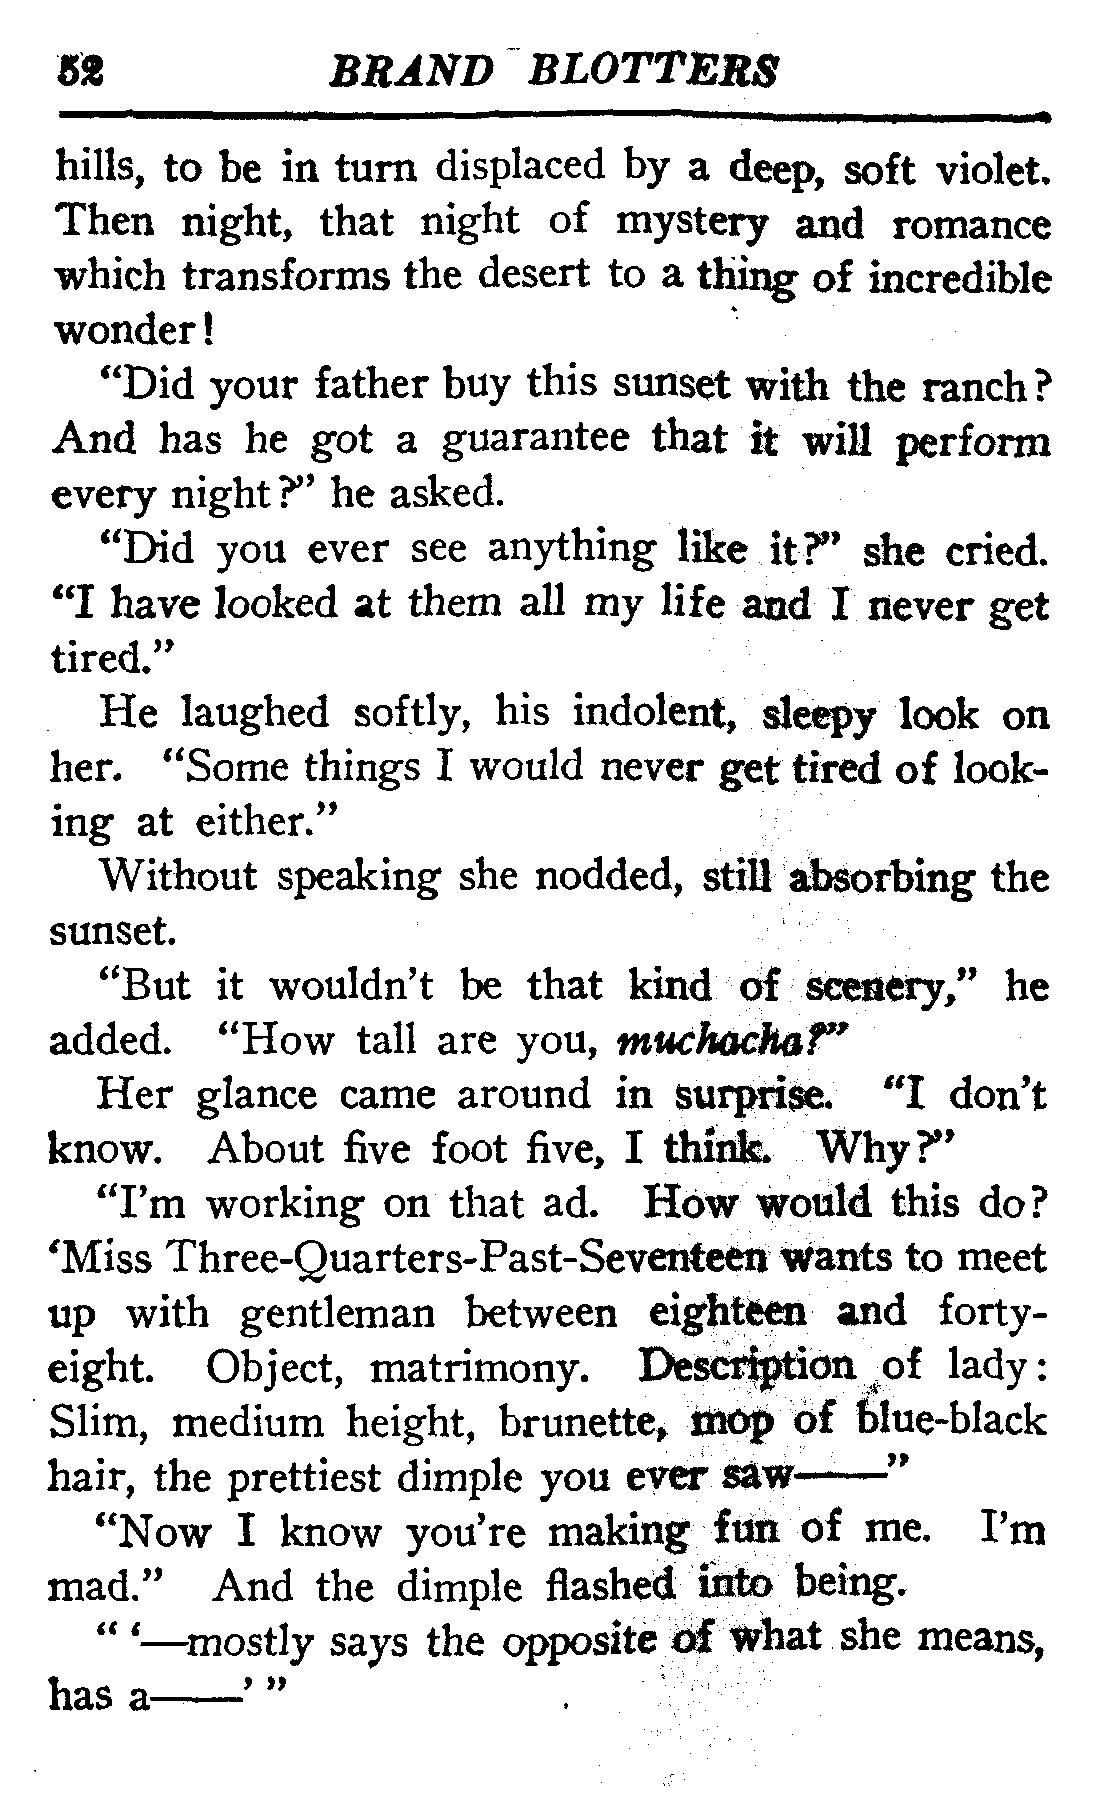 52 BRAND BLOTTERS
hills, to be in turn displaced by a deep, soft violet.
Then night, that night of mystery and romance
which transforms the desert to a thing of incredible
wonder!
"Did your father buy this sunset with the ranch?
And has he got a guarantee that it will perform
every night?" he asked.
"Did you ever see anything like it?" she cried.
"I have looked at them all my life and I never get
tired."
He laughed softly, his indolent, sleepy look on
her. "Some things I would never get tired of look-
ing at either."
Without speaking she nodded, still absorbing the
sunset.
"But it wouldn't be that kind of scenery," he
added. "How tall are you, muchacha?"
Her glance came around in surprise. "I don't
know. About five foot five, I think. Why?"
"I'm working on that ad. How would this do?
'Miss Three-Quarters-Past-Seventeen wants to meet
up with gentleman between eighteen and forty-
eight. Object, matrimony. Description of lady:
Slim, medium height, brunette, mop of blue-black
hair, the prettiest dimple you ever saw——"
"Now I know you're making fun of me. I'm
mad." And the dimple flashed into being.
" '—mostly says the opposite of what she means,
has a——' "